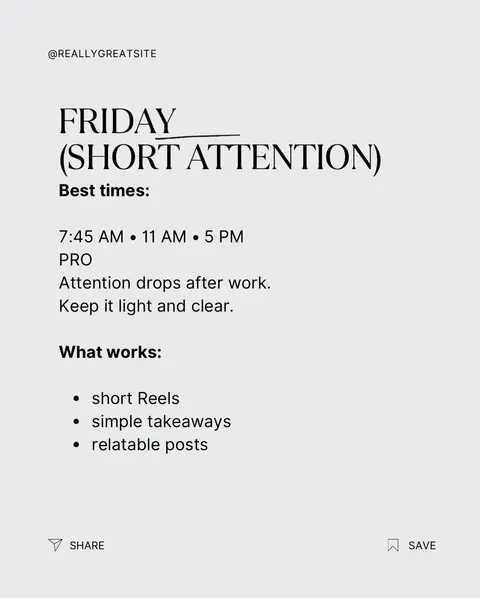 @REALLYGREATSITE
FRIDAY
(SHORT ATTENTION)
Best times:
7:45 AM • 11 AM • 5 PM
PRO
Attention drops after work.
Keep it light and clear.
What works:
• short Reels
• simple takeaways
• relatable posts
SHARE
SAVE